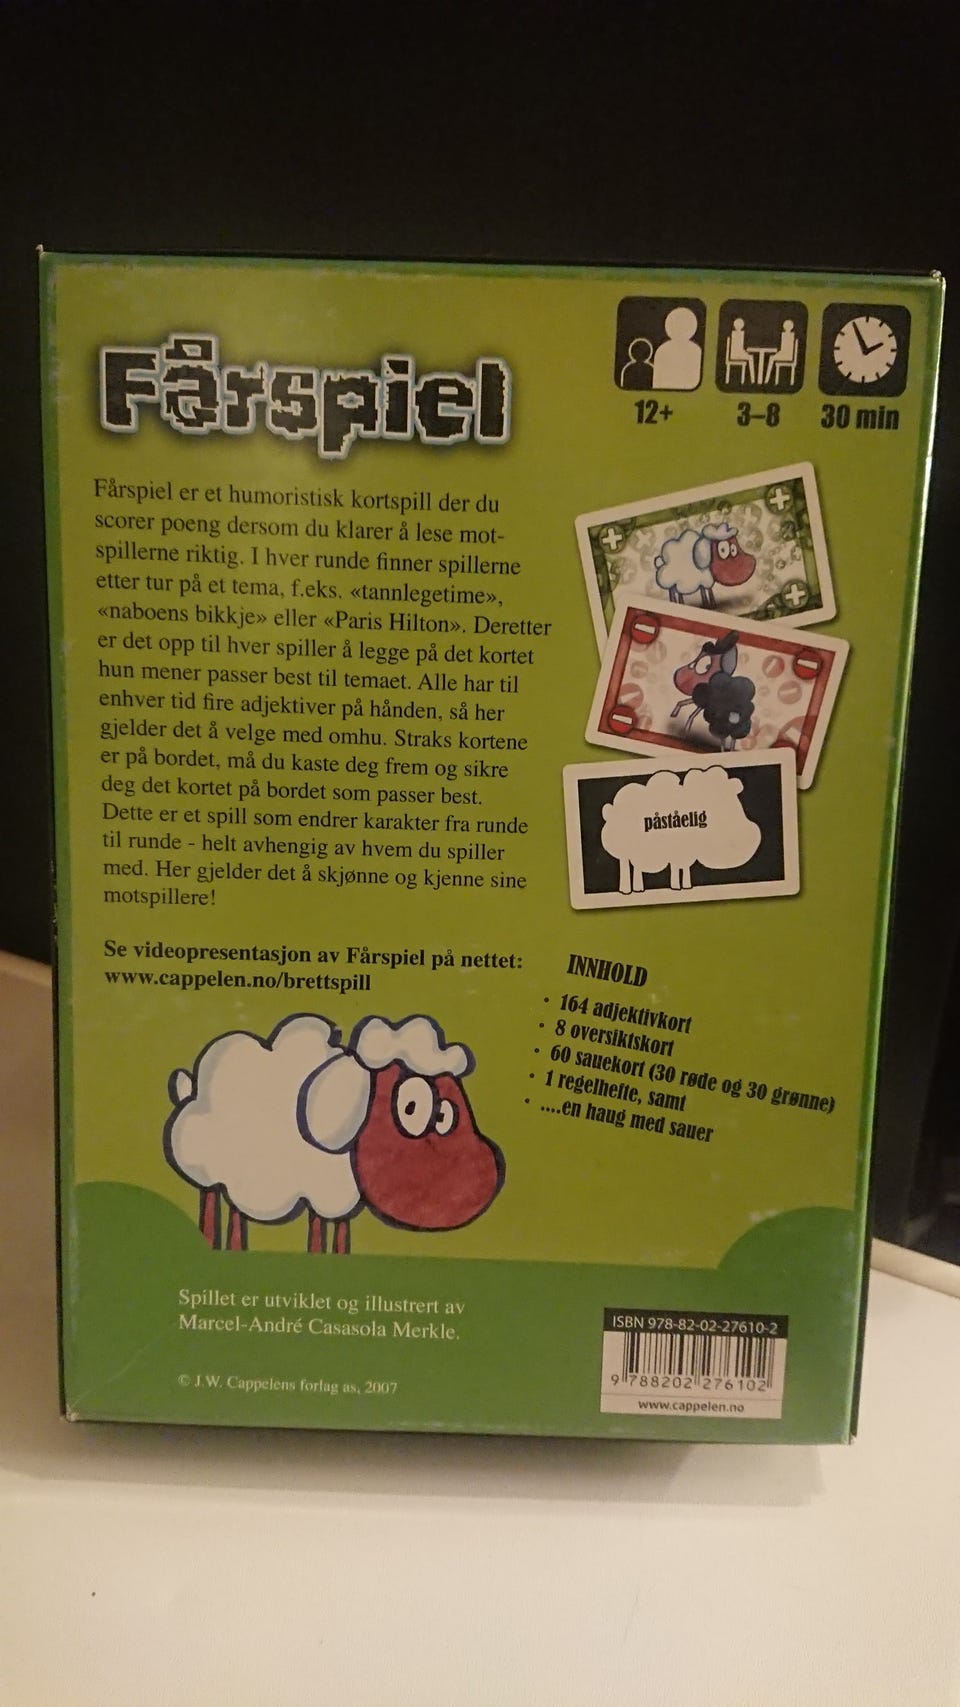 Fårspiel
12+
3–8
30 min
Fårspiel er et humoristisk kortspill der du
scorer poeng dersom du klarer å lese mot-
spillerne riktig. I hver runde finner spillerne
etter tur på et tema, f.eks. «tannlegetime»,
«naboens bikkje» eller «Paris Hilton». Deretter
er det opp til hver spiller å legge på det kortet
hun mener passer best til temaet. Alle har til
enhver tid fire adjektiver på hånden, så her
gjelder det å velge med omhu. Straks kortene
er på bordet, må du kaste deg frem og sikre
deg det kortet på bordet som passer best.
Dette er et spill som endrer karakter fra runde
til runde - helt avhengig av hvem du spiller
med. Her gjelder det å skjønne og kjenne sine
motspillere!
påståelig
Se videopresentasjon av Fårspiel på nettet:
www.cappelen.no/brettspill
INNHOLD
• 164 adjektivkort
• 8 oversiktskort
• 60 sauekort (30 røde og 30 grønne)
• 1 regelhefte, samt
• ....en haug med sauer
Spillet er utviklet og illustrert av
Marcel-André Casasola Merkle.
© J.W. Cappelens forlag as, 2007
ISBN 978-82-02-27610-2
9 788202 276102
www.cappelen.no